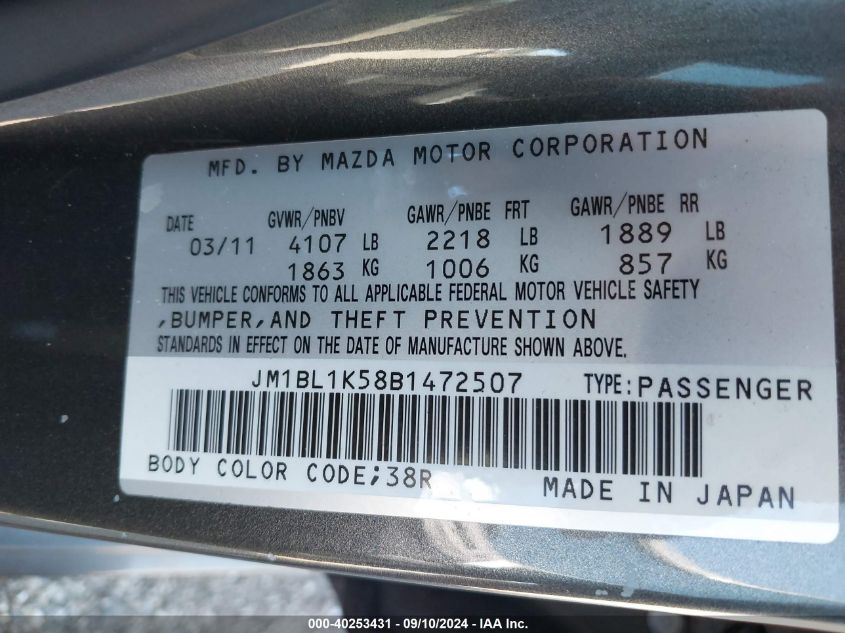 MFD. BY MAZDA MOTOR CORPORATION
DATE GVWR/PNBV GAWR/PNBE FRT GAWR/PNBE RR
03/11 4107 LB 2218 LB 1889 LB
1863 KG 1006 KG 857 KG
THIS VEHICLE CONFORMS TO ALL APPLICABLE FEDERAL MOTOR VEHICLE SAFETY
,BUMPER,AND THEFT PREVENTION
STANDARDS IN EFFECT ON THE DATE OF MANUFACTURE SHOWN ABOVE.
JM1BL1K58B1472507 TYPE:PASSENGER
BODY COLOR CODE;38R MADE IN JAPAN
000-40253431 - 09/10/2024 - IAA Inc.